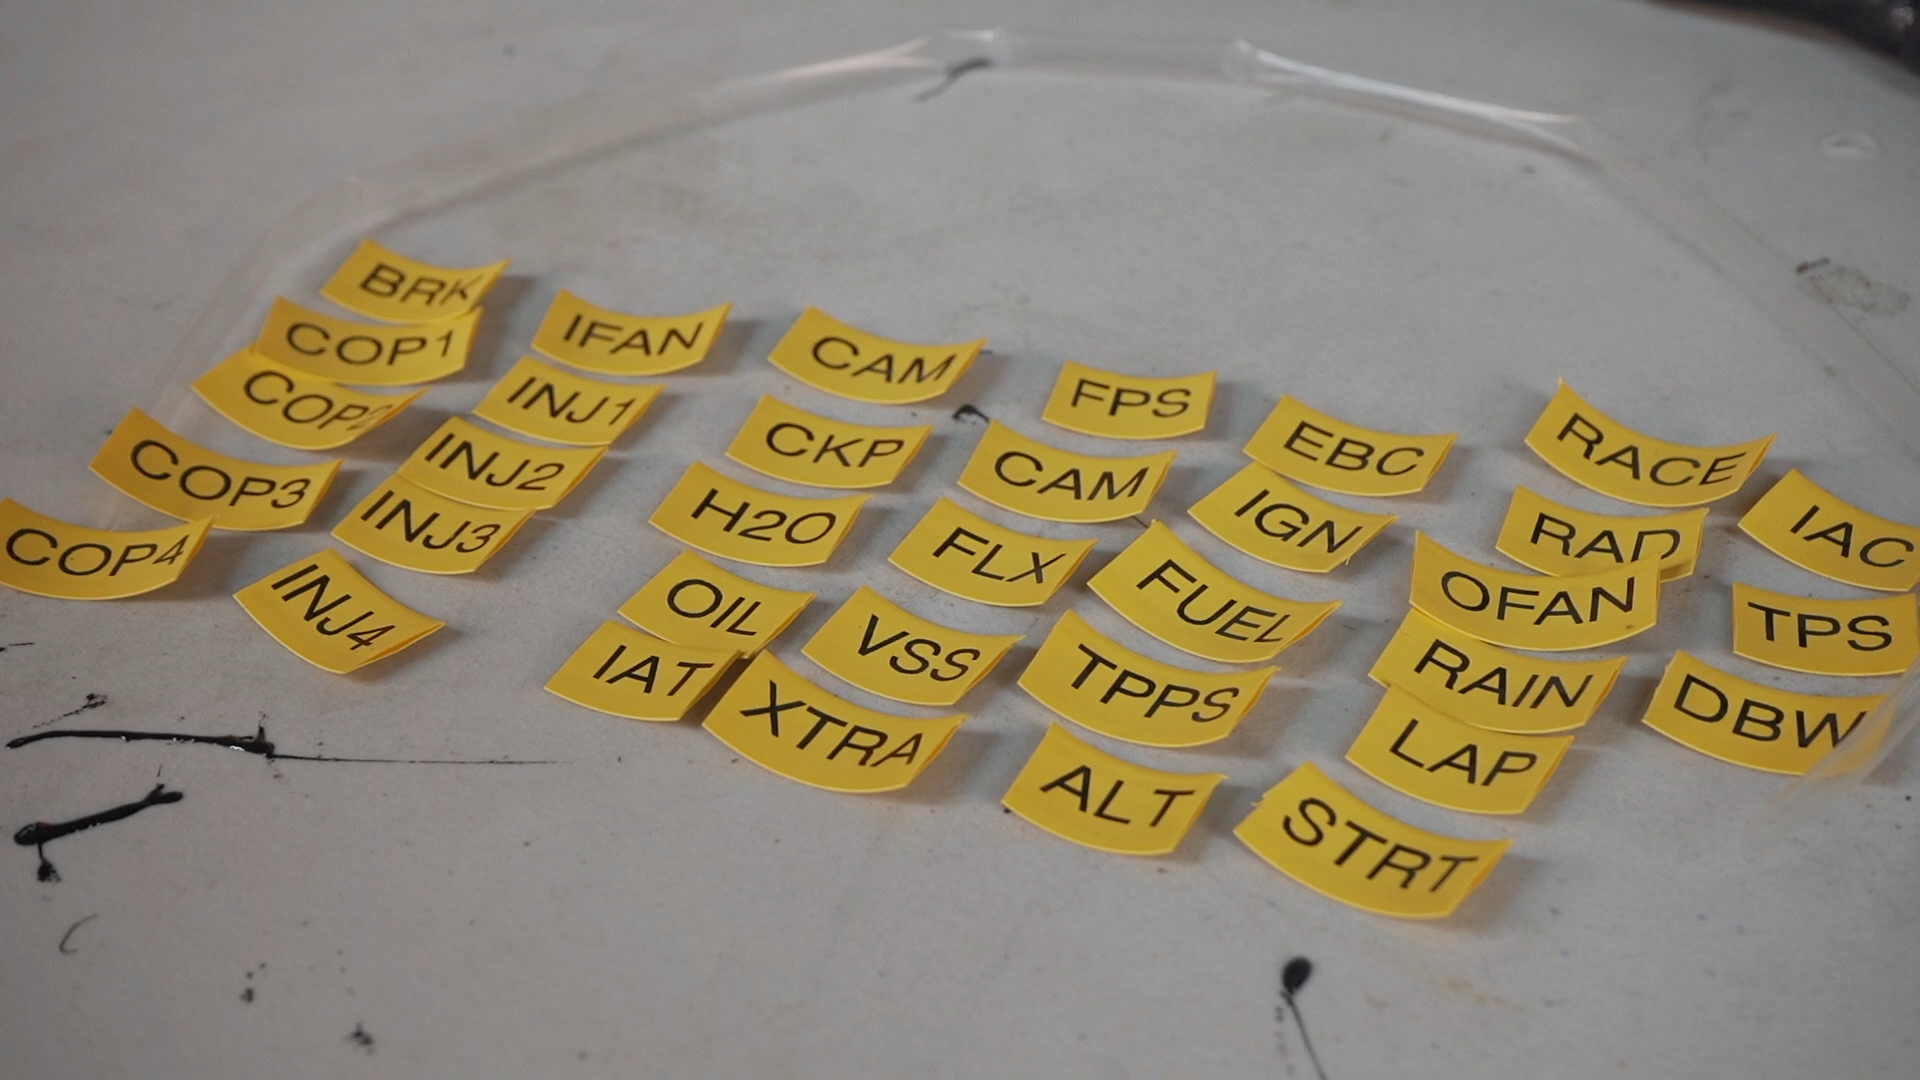 BRK
COP1
COP2
COP3
COP4
IFAN
INJ1
INJ2
INJ3
INJ4
CAM
CKP
H2O
OIL
IAT
XTRA
FPS
CAM
FLX
VSS
EBC
IGN
FUEL
TPPS
ALT
RACE
RAD
OFAN
RAIN
LAP
STRT
IAC
TPS
DBW